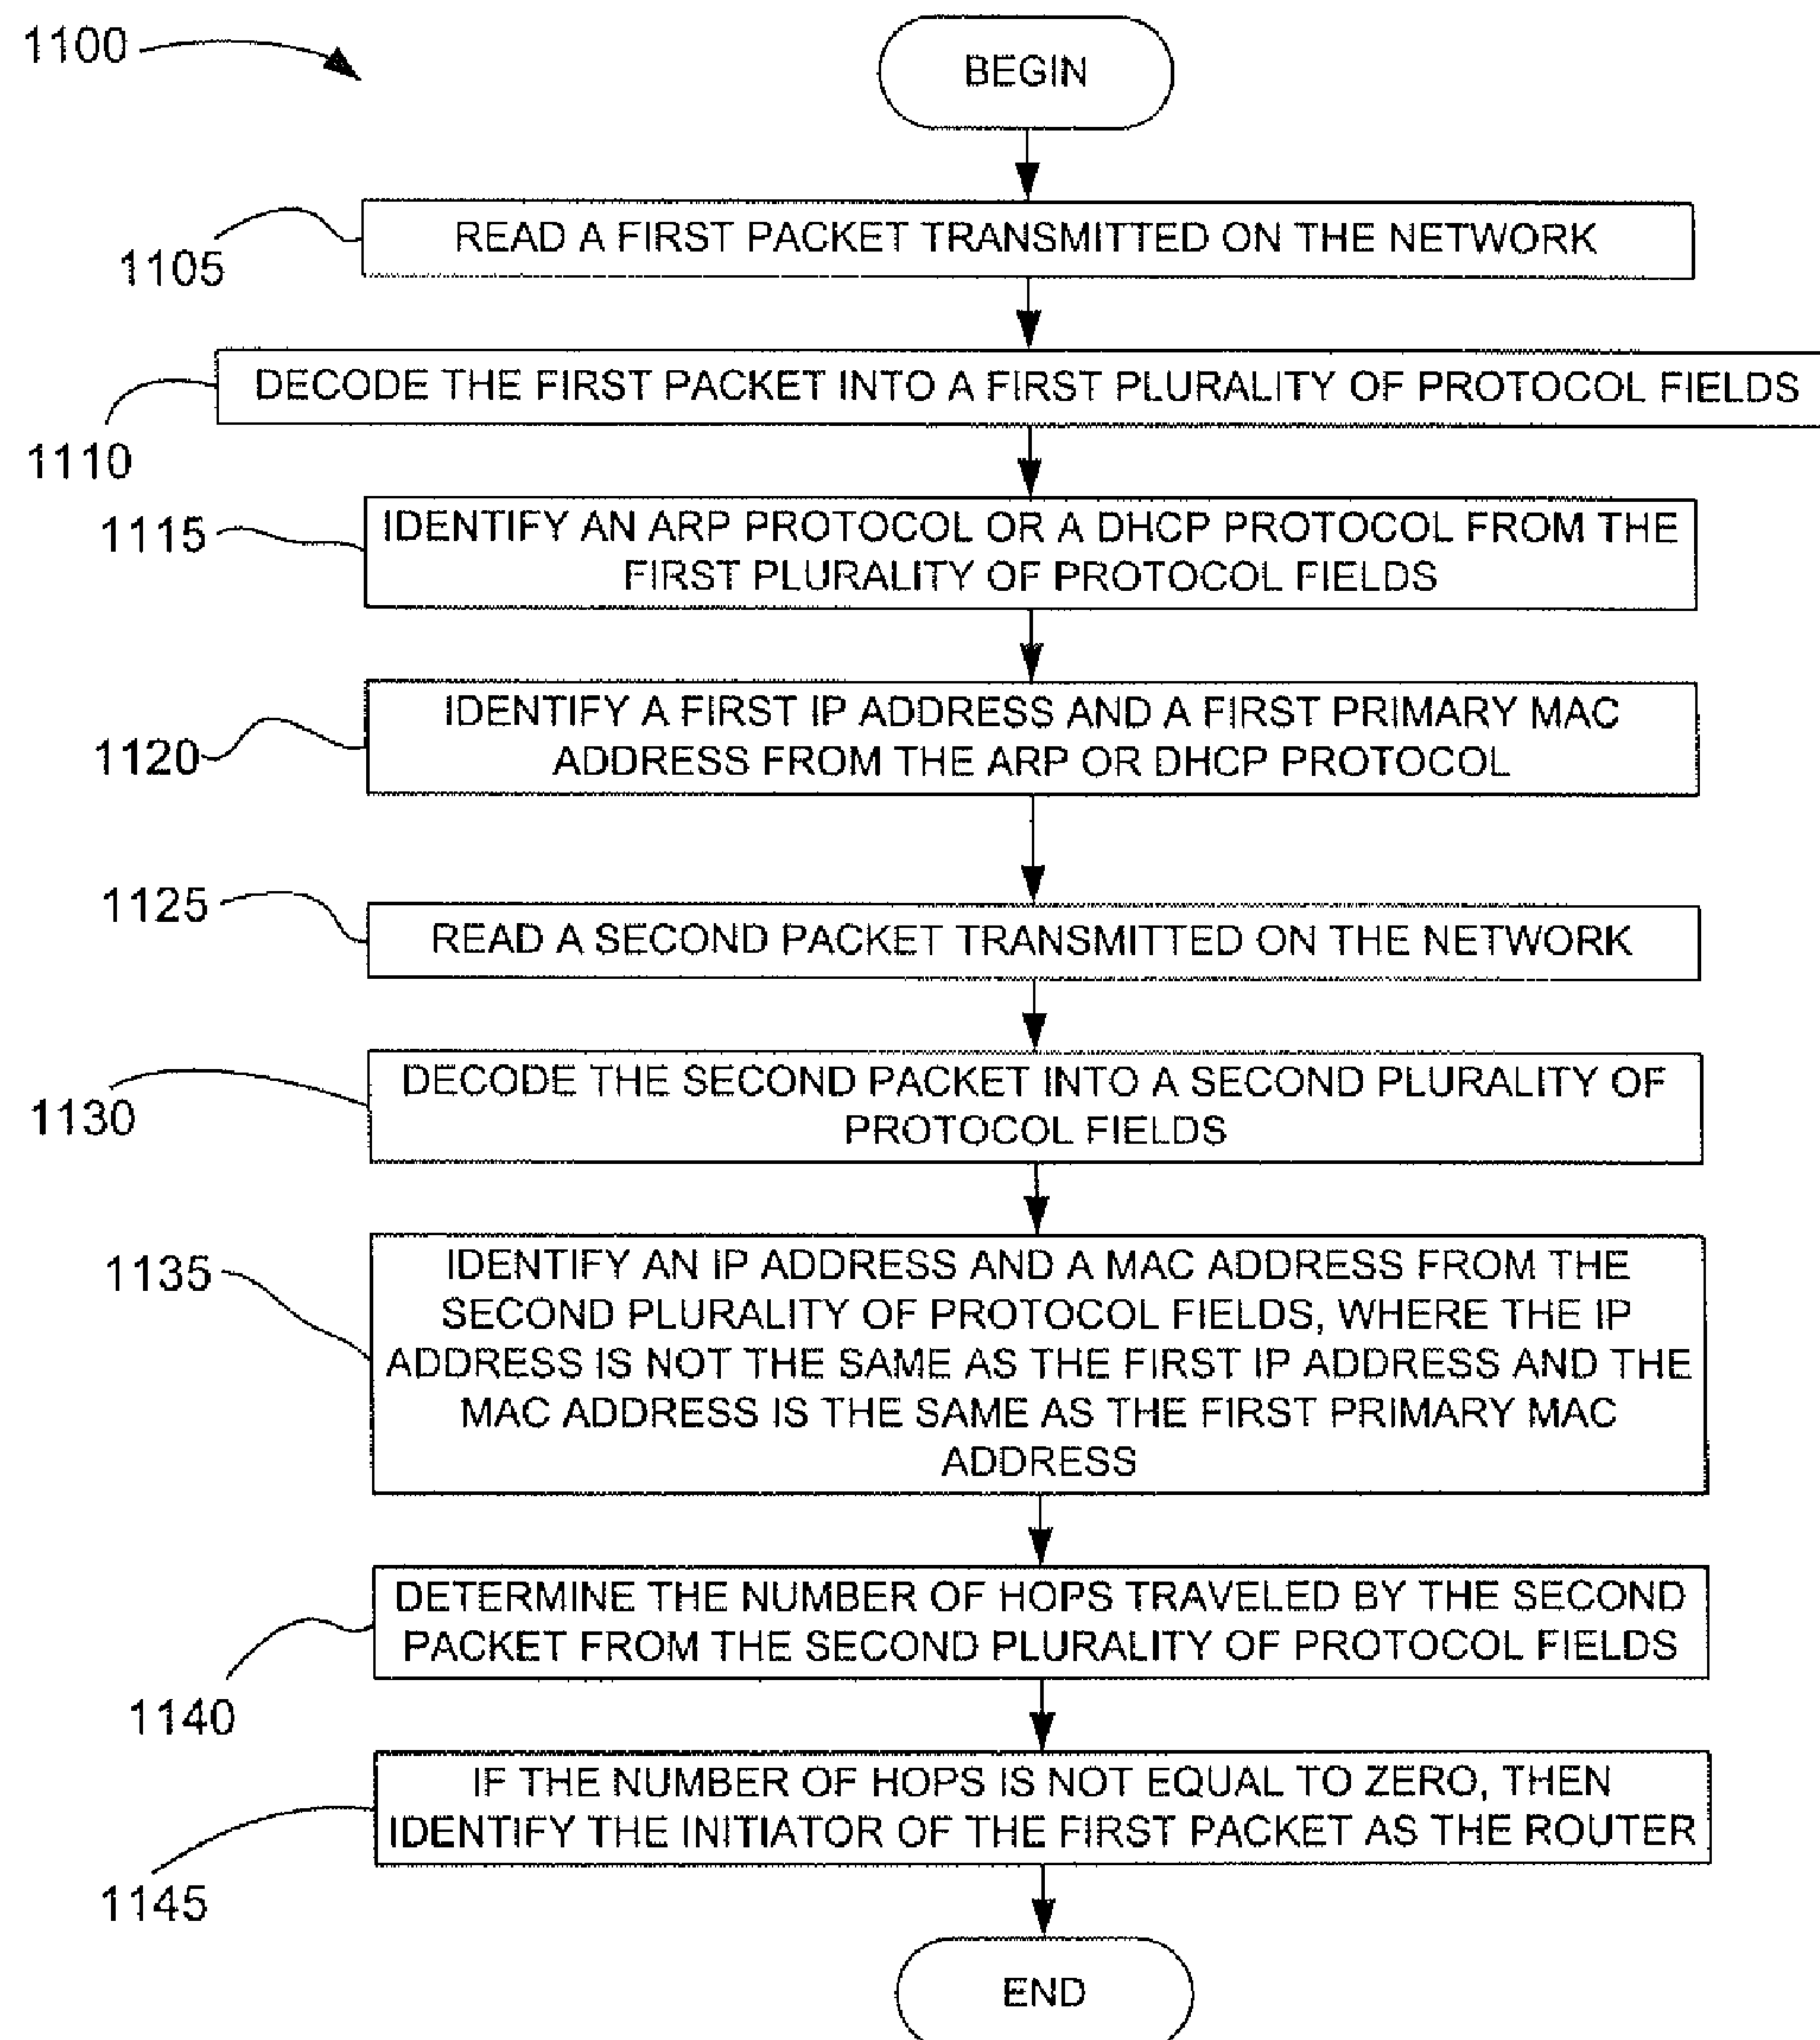 1100
BEGIN
READ A FIRST PACKET TRANSMITTED ON THE NETWORK
1105
DECODE THE FIRST PACKET INTO A FIRST PLURALITY OF PROTOCOL FIELDS
1110
1115
IDENTIFY AN ARP PROTOCOL OR A DHCP PROTOCOL FROM THE
FIRST PLURALITY OF PROTOCOL FIELDS
1120
IDENTIFY A FIRST IP ADDRESS AND A FIRST PRIMARY MAC
ADDRESS FROM THE ARP OR DHCP PROTOCOL
1125
READ A SECOND PACKET TRANSMITTED ON THE NETWORK
DECODE THE SECOND PACKET INTO A SECOND PLURALITY OF
PROTOCOL FIELDS
1130
1135
IDENTIFY AN IP ADDRESS AND A MAC ADDRESS FROM THE
SECOND PLURALITY OF PROTOCOL FIELDS, WHERE THE IP
ADDRESS IS NOT THE SAME AS THE FIRST IP ADDRESS AND THE
MAC ADDRESS IS THE SAME AS THE FIRST PRIMARY MAC
ADDRESS
DETERMINE THE NUMBER OF HOPS TRAVELED BY THE SECOND
PACKET FROM THE SECOND PLURALITY OF PROTOCOL FIELDS
1140
IF THE NUMBER OF HOPS IS NOT EQUAL TO ZERO, THEN
IDENTIFY THE INITIATOR OF THE FIRST PACKET AS THE ROUTER
1145
END